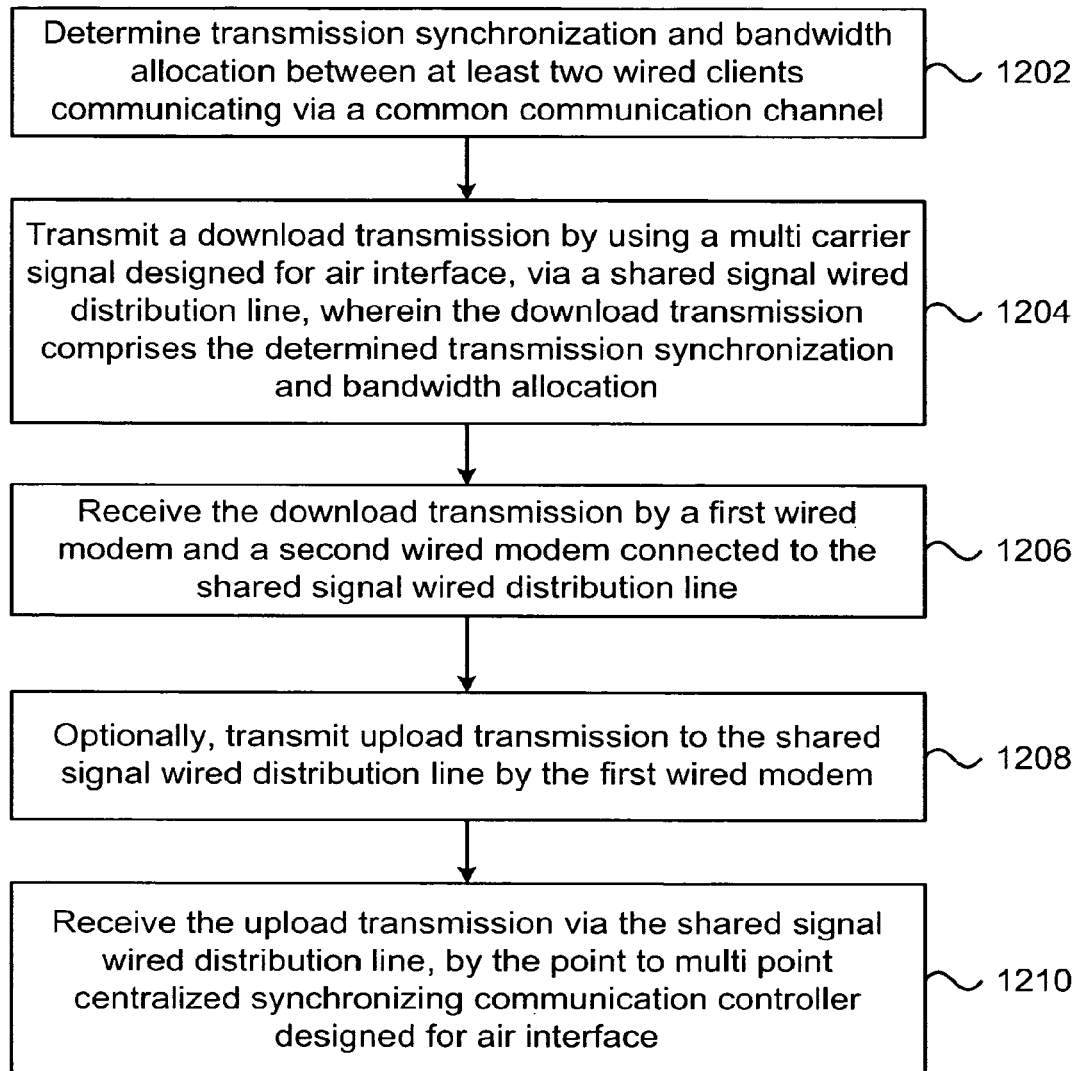 Determine transmission synchronization and bandwidth
allocation between at least two wired clients
communicating via a common communication channel
1202
Transmit a download transmission by using a multi carrier
signal designed for air interface, via a shared signal wired
distribution line, wherein the download transmission
comprises the determined transmission synchronization
and bandwidth allocation
1204
Receive the download transmission by a first wired
modem and a second wired modem connected to the
shared signal wired distribution line
1206
Optionally, transmit upload transmission to the shared
signal wired distribution line by the first wired modem
1208
Receive the upload transmission via the shared signal
wired distribution line, by the point to multi point
centralized synchronizing communication controller
designed for air interface
1210